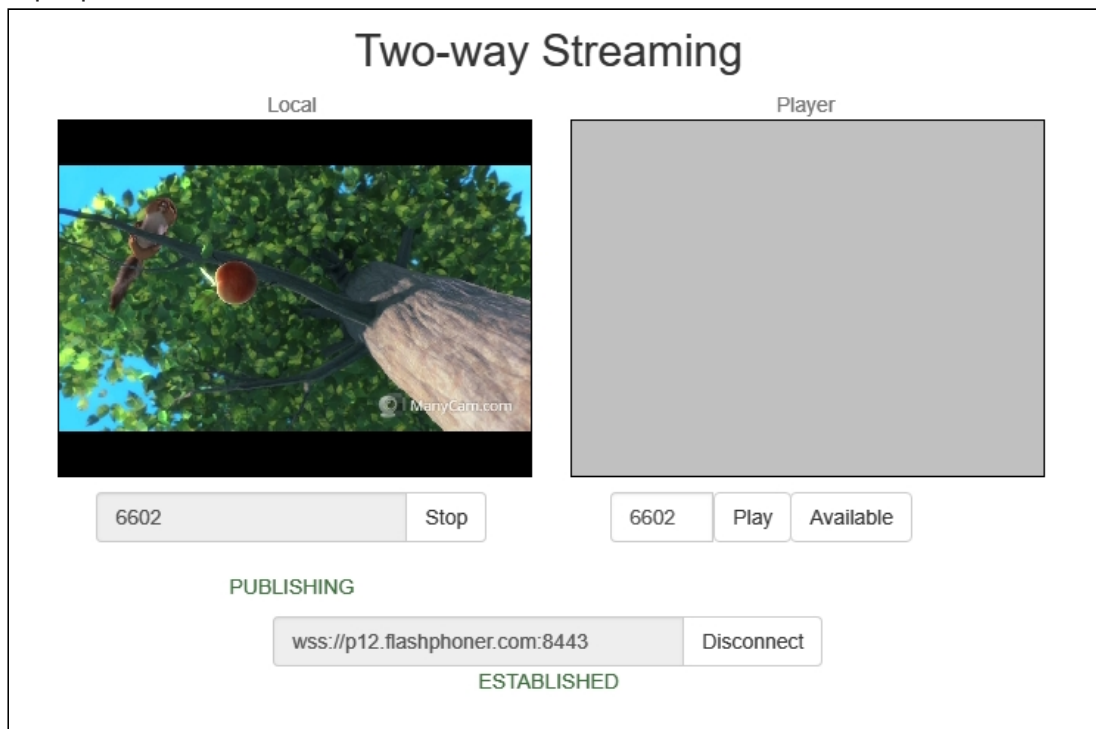 Two-way Streaming
Local
Player
ManyCam.com
6602
Stop
6602
Play
Available
PUBLISHING
wss://p12.flashphoner.com:8443
Disconnect
ESTABLISHED